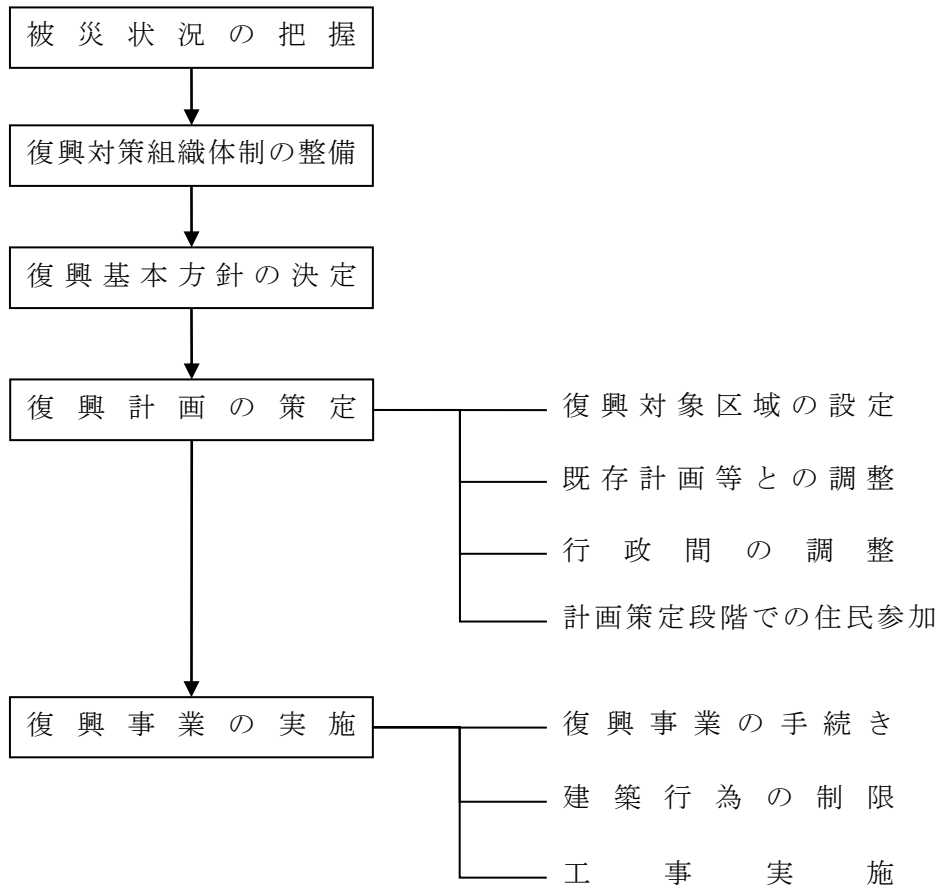 被災状況の把握
復興対策組織体制の整備
復興基本方針の決定
復興計画の策定
復興対象区域の設定
既存計画等との調整
行政間の調整
計画策定段階での住民参加
復興事業の実施
復興事業の手続き
建築行為の制限
工事実施